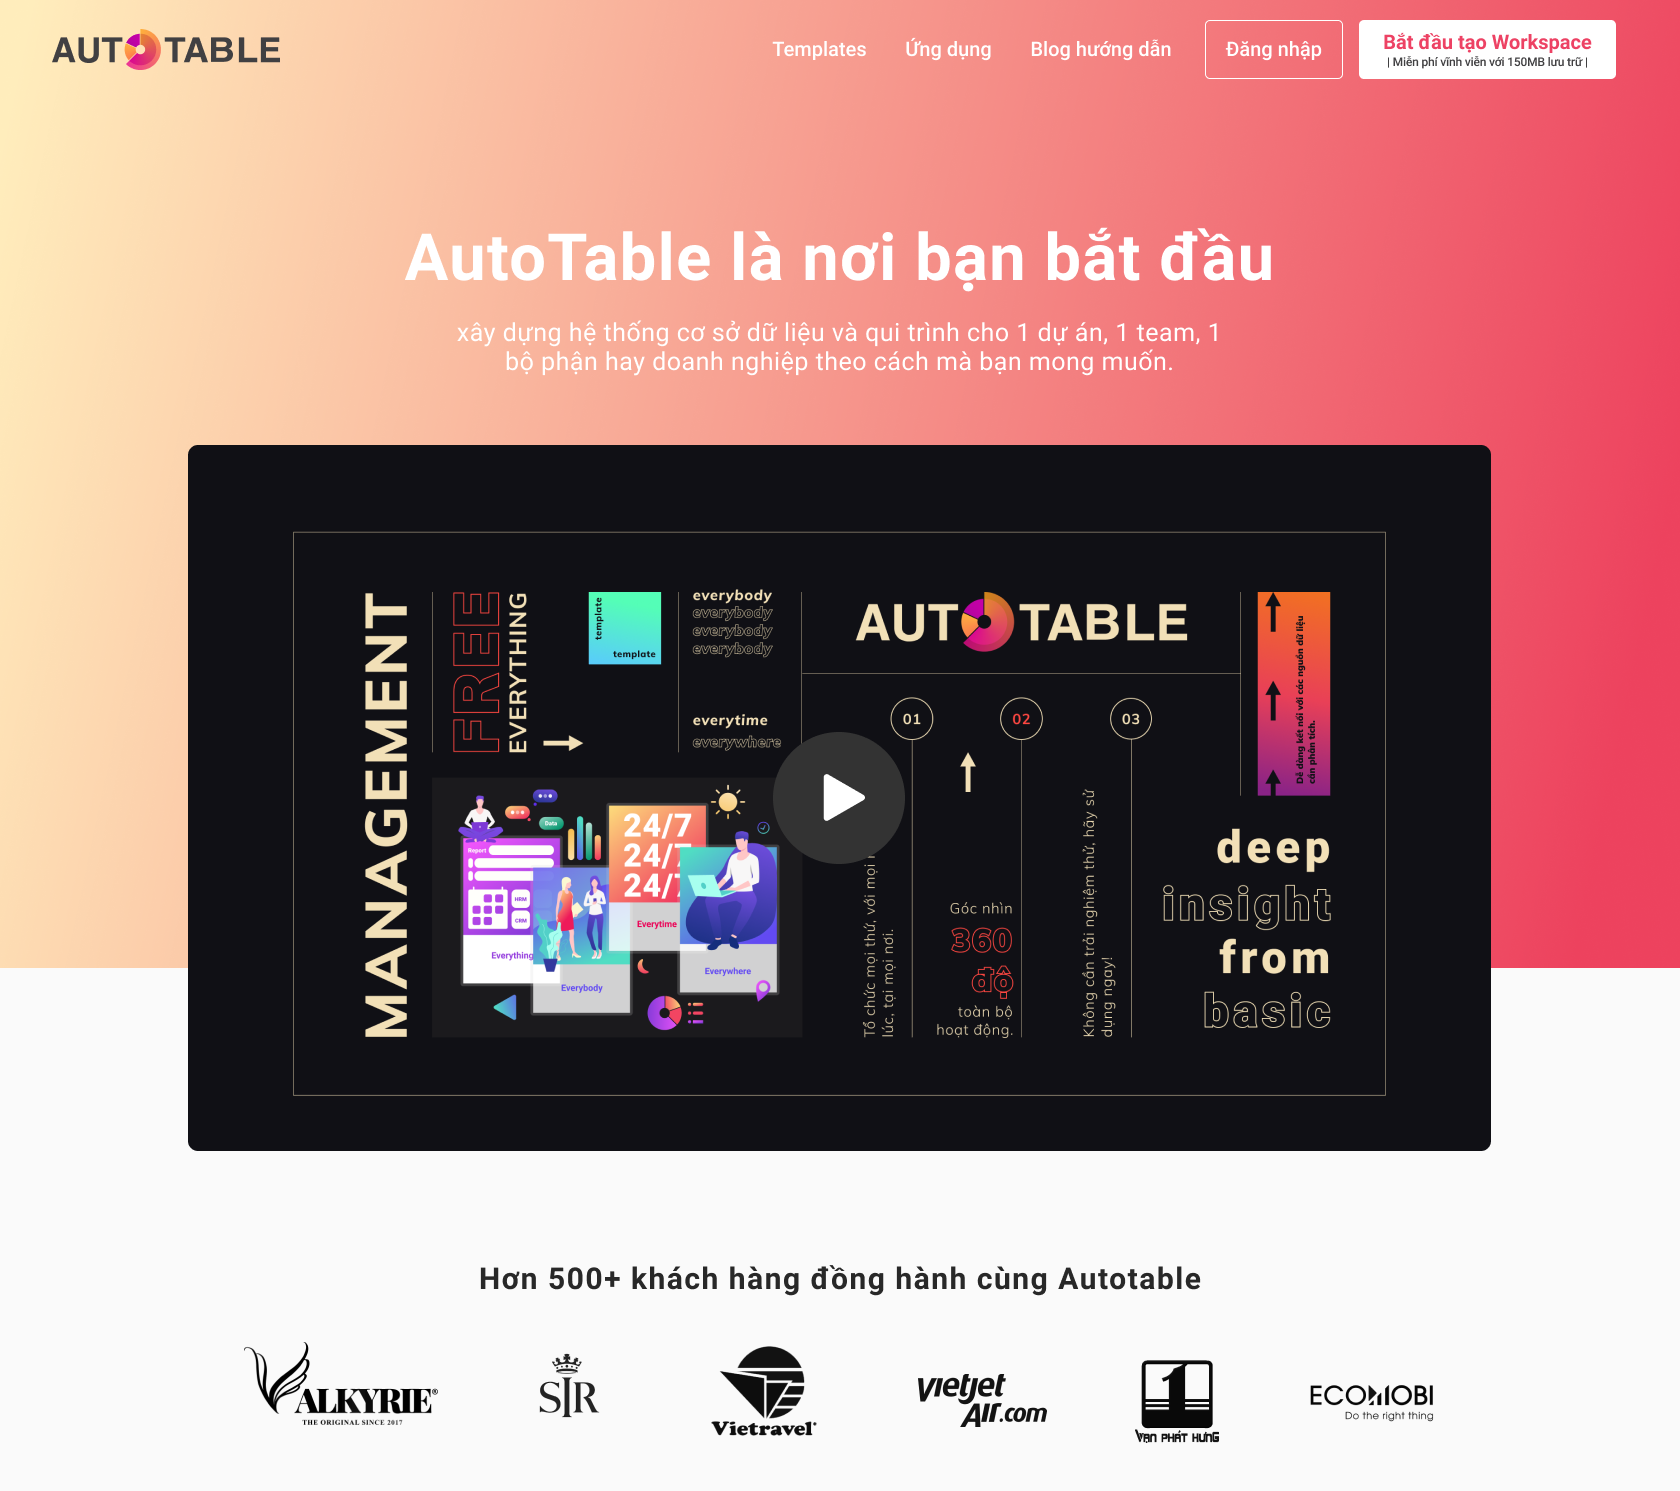 AUTOTABLE
Templates
Ứng dụng
Blog hướng dẫn
Đăng nhập
Bắt đầu tạo Workspace
| Miễn phí vĩnh viễn với 150MB lưu trữ |
AutoTable là nơi bạn bắt đầu
xây dựng hệ thống cơ sở dữ liệu và qui trình cho 1 dự án, 1 team, 1
bộ phận hay doanh nghiệp theo cách mà bạn mong muốn.
MANAGEMENT
FREE
EVERYTHING
template
template
everybody
everybody
everybody
everybody
everytime
everywhere
AUTOTABLE
01
02
03
Tổ chức mọi thứ, với mọi
lúc, tại mọi nơi.
Góc nhìn
360
độ
toàn bộ
hoạt động.
Không cần trải nghiệm thử, hãy sử
dụng ngay!
Dễ dàng kết nối với các nguồn dữ liệu
cần phân tích.
deep
insight
from
basic
Data
Report
HRM
CRM
24/7
24/7
24/7
Everything
Everybody
Everytime
Everywhere
Hơn 500+ khách hàng đồng hành cùng Autotable
VALKYRIE®
THE ORIGINAL SINCE 2017
SIR
Vietravel®
vietjet
Air.com
1
VẠN PHÁT HƯNG
ECOMOBI
Do the right thing